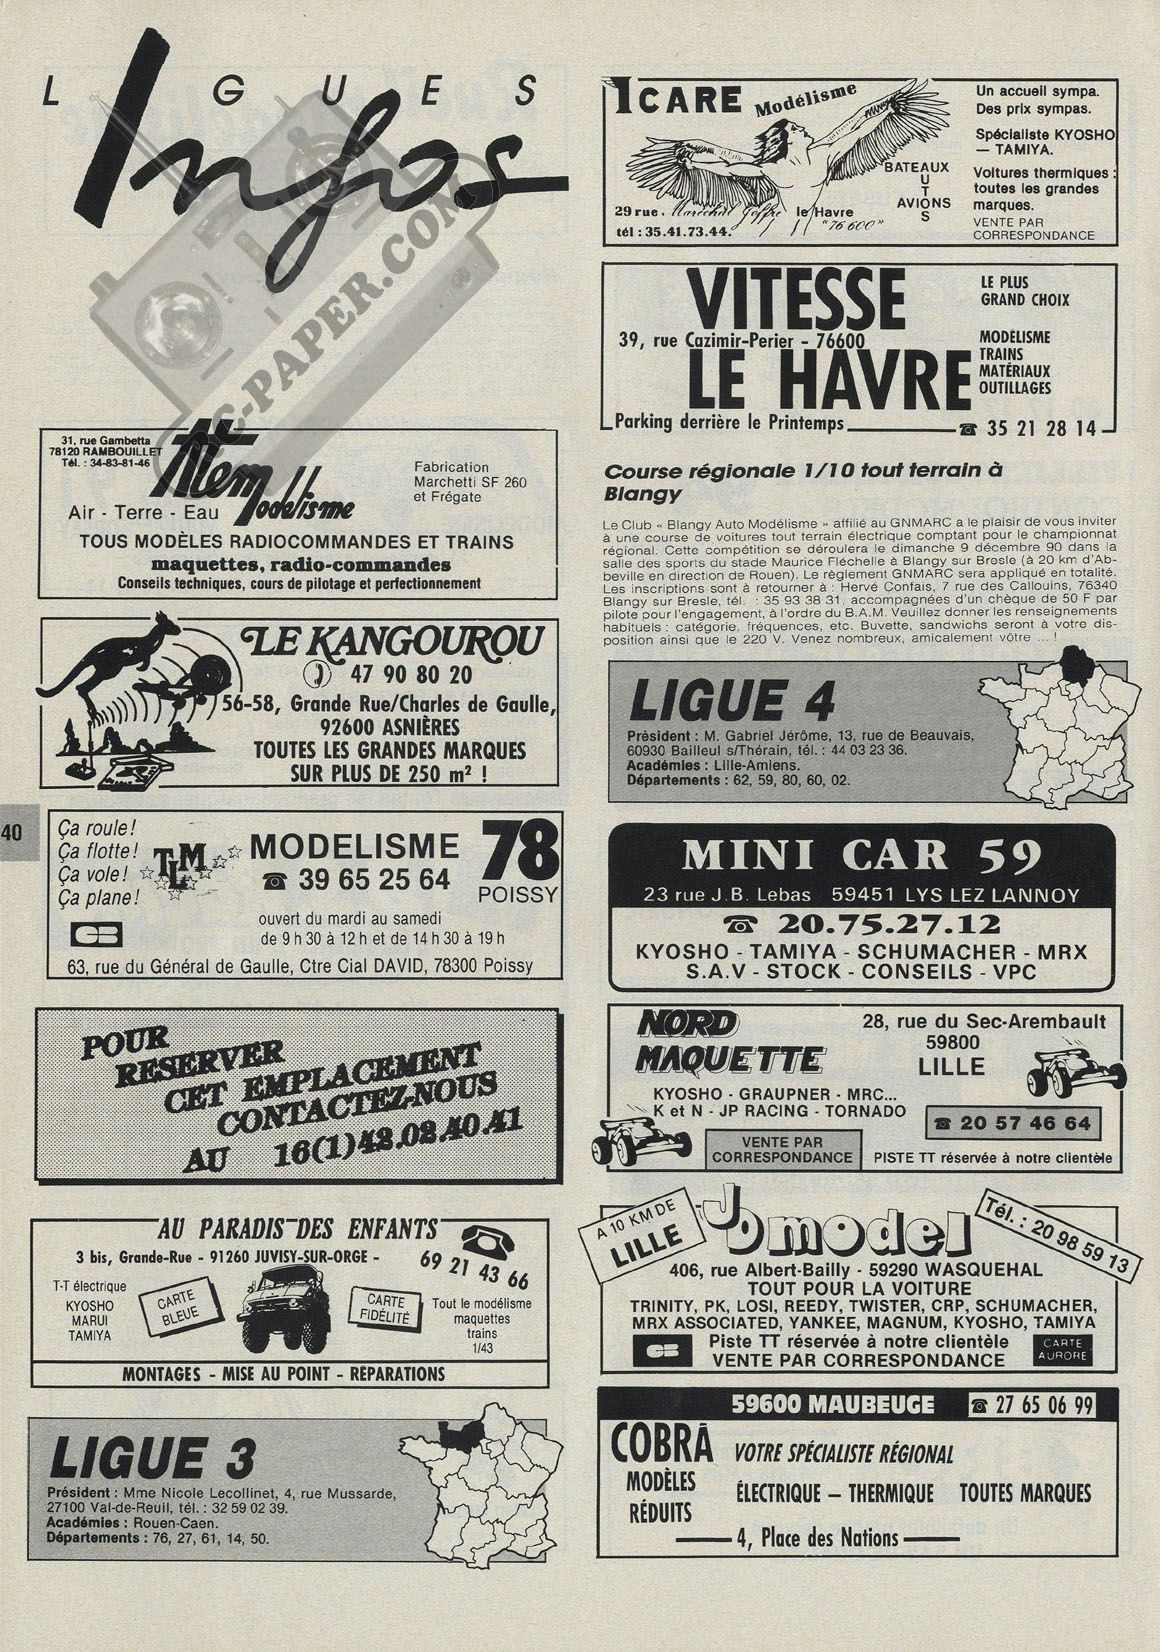 LIGUES
Infos
31, rue Gambetta
78120 RAMBOUILLET
Tél. : 34-83-81-46
Modélisme
Air - Terre - Eau
Fabrication
Marchetti SF 260
et Frégate
TOUS MODÈLES RADIOCOMMANDES ET TRAINS
maquettes, radio-commandes
Conseils techniques, cours de pilotage et perfectionnement
LE KANGOUROU
47 90 80 20
56-58, Grande Rue/Charles de Gaulle,
92600 ASNIÈRES
TOUTES LES GRANDES MARQUES
SUR PLUS DE 250 m² !
40
Ça roule!
Ça flotte!
Ça vole!
Ça plane!
TLM
MODELISME
☎ 39 65 25 64
78
POISSY
CB
ouvert du mardi au samedi
de 9 h 30 à 12 h et de 14 h 30 à 19 h
63, rue du Général de Gaulle, Ctre Cial DAVID, 78300 Poissy
POUR
RESERVER
CET EMPLACEMENT
CONTACTEZ-NOUS
AU 16(1)42.02.40.41
AU PARADIS DES ENFANTS
3 bis, Grande-Rue - 91260 JUVISY-SUR-ORGE -
69 21 43 66
T-T électrique
KYOSHO
MARUI
TAMIYA
CARTE
BLEUE
CARTE
FIDÉLITÉ
Tout le modélisme
maquettes
trains
1/43
MONTAGES - MISE AU POINT - RÉPARATIONS
LIGUE 3
Président : Mme Nicole Lecollinet, 4, rue Mussarde,
27100 Val-de-Reuil, tél. : 32 59 02 39.
Académies : Rouen-Caen.
Départements : 76, 27, 61, 14, 50.
ICARE Modélisme
Un accueil sympa.
Des prix sympas.
Spécialiste KYOSHO
— TAMIYA.
Voitures thermiques :
toutes les grandes
marques.
VENTE PAR
CORRESPONDANCE
BATEAUX
AUTOS
AVIONS
29 rue Maréchal Joffre le Havre
"76 600"
tél : 35.41.73.44.
VITESSE
39, rue Cazimir-Perier - 76600
LE HAVRE
LE PLUS
GRAND CHOIX
MODÉLISME
TRAINS
MATÉRIAUX
OUTILLAGES
Parking derrière le Printemps
☎ 35 21 28 14
Course régionale 1/10 tout terrain à
Blangy
Le Club « Blangy Auto Modélisme » affilié au GNMARC a le plaisir de vous inviter
à une course de voitures tout terrain électrique comptant pour le championnat
régional. Cette compétition se déroulera le dimanche 9 décembre 90 dans la
salle des sports du stade Maurice Fléchelle à Blangy sur Bresle (à 20 km d'Ab-
beville en direction de Rouen). Le règlement GNMARC sera appliqué en totalité.
Les inscriptions sont à retourner à : Hervé Confais, 7 rue des Callouins, 76340
Blangy sur Bresle, tél. : 35 93 38 31, accompagnées d'un chèque de 50 F par
pilote pour l'engagement, à l'ordre du B.A.M. Veuillez donner les renseignements
habituels : catégorie, fréquences, etc. Buvette, sandwichs seront à votre dis-
position ainsi que le 220 V. Venez nombreux, amicalement vôtre ... !
LIGUE 4
Président : M. Gabriel Jérôme, 13, rue de Beauvais,
60930 Bailleul s/Thérain, tél. : 44 03 23 36.
Académies : Lille-Amiens.
Départements : 62, 59, 80, 60, 02.
MINI CAR 59
23 rue J.B. Lebas 59451 LYS LEZ LANNOY
☎ 20.75.27.12
KYOSHO - TAMIYA - SCHUMACHER - MRX
S.A.V - STOCK - CONSEILS - VPC
NORD
MAQUETTE
28, rue du Sec-Arembault
59800
LILLE
KYOSHO - GRAUPNER - MRC...
K et N - JP RACING - TORNADO
☎ 20 57 46 64
VENTE PAR
CORRESPONDANCE
PISTE TT réservée à notre clientèle
A 10 KM DE
LILLE
Jomodel
Tél. : 20 98 59 13
406, rue Albert-Bailly - 59290 WASQUEHAL
TOUT POUR LA VOITURE
TRINITY, PK, LOSI, REEDY, TWISTER, CRP, SCHUMACHER,
MRX ASSOCIATED, YANKEE, MAGNUM, KYOSHO, TAMIYA
CB
Piste TT réservée à notre clientèle
VENTE PAR CORRESPONDANCE
CARTE
AURORE
59600 MAUBEUGE ☎ 27 65 06 99
COBRA
MODÈLES
RÉDUITS
VOTRE SPÉCIALISTE RÉGIONAL
ÉLECTRIQUE — THERMIQUE TOUTES MARQUES
4, Place des Nations
RC-PAPER.COM